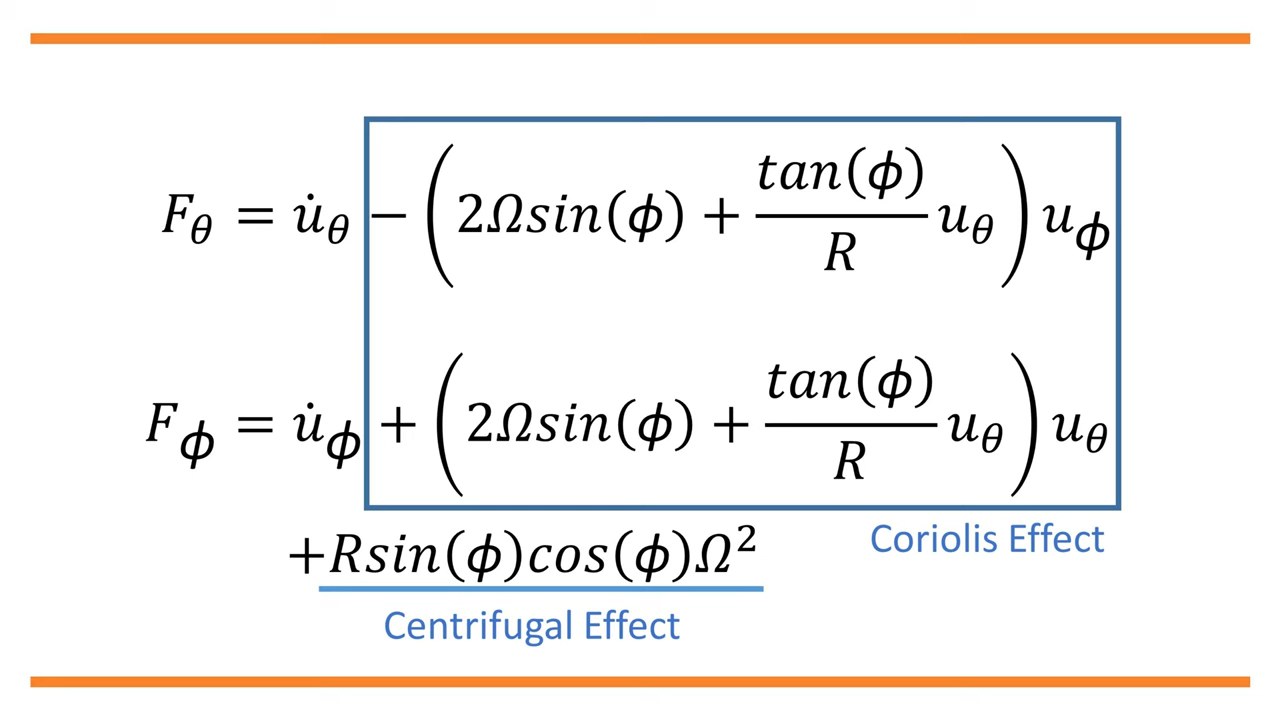 F_θ = u̇_θ − (2Ωsin(ϕ) + tan(ϕ)/R u_θ) u_ϕ
F_ϕ = u̇_ϕ + (2Ωsin(ϕ) + tan(ϕ)/R u_θ) u_θ
+Rsin(ϕ)cos(ϕ)Ω²
Coriolis Effect
Centrifugal Effect